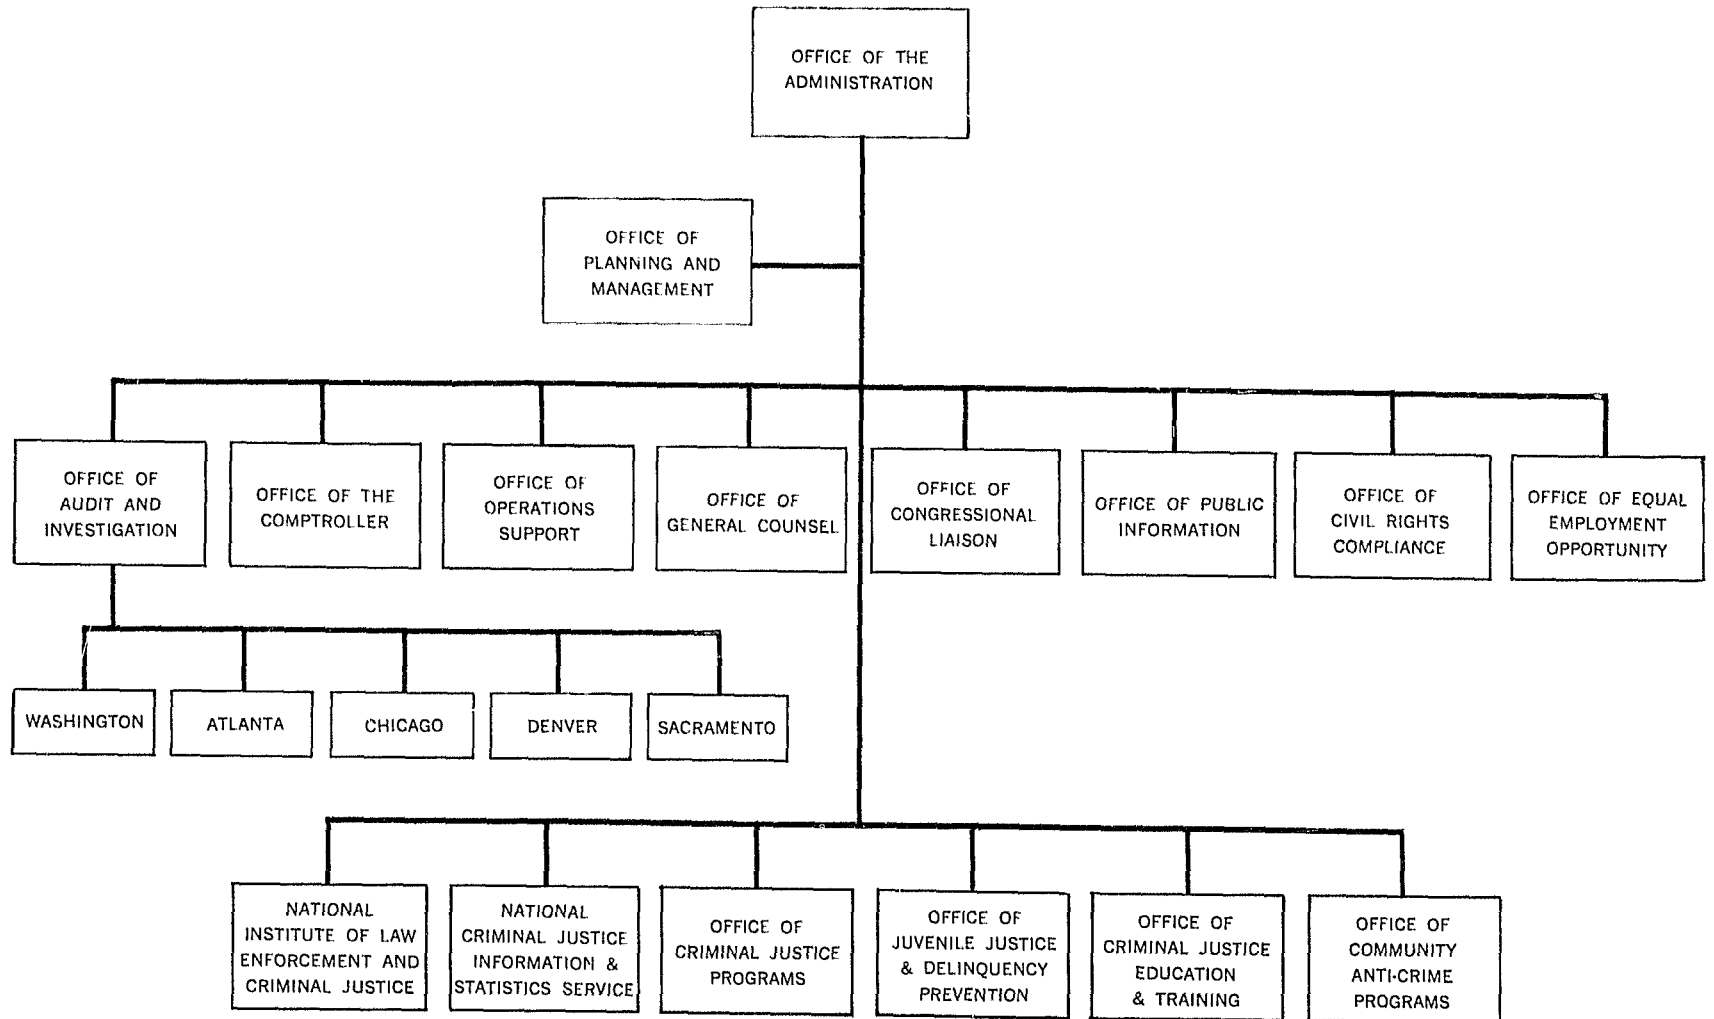 OFFICE OF THE
ADMINISTRATION
OFFICE OF
PLANNING AND
MANAGEMENT
OFFICE OF
AUDIT AND
INVESTIGATION
OFFICE OF THE
COMPTROLLER
OFFICE OF
OPERATIONS
SUPPORT
OFFICE OF
GENERAL COUNSEL
OFFICE OF
CONGRESSIONAL
LIAISON
OFFICE OF PUBLIC
INFORMATION
OFFICE OF
CIVIL RIGHTS
COMPLIANCE
OFFICE OF EQUAL
EMPLOYMENT
OPPORTUNITY
WASHINGTON
ATLANTA
CHICAGO
DENVER
SACRAMENTO
NATIONAL
INSTITUTE OF LAW
ENFORCEMENT AND
CRIMINAL JUSTICE
NATIONAL
CRIMINAL JUSTICE
INFORMATION &
STATISTICS SERVICE
OFFICE OF
CRIMINAL JUSTICE
PROGRAMS
OFFICE OF
JUVENILE JUSTICE
& DELINQUENCY
PREVENTION
OFFICE OF
CRIMINAL JUSTICE
EDUCATION
& TRAINING
OFFICE OF
COMMUNITY
ANTI-CRIME
PROGRAMS